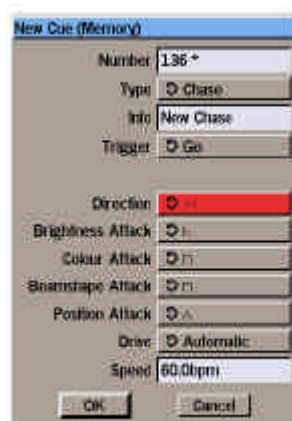 New Cue (Memory)
Number 136 *
Type Chase
Info New Chase
Trigger Go
Direction
Brightness Attack
Colour Attack
Beamshape Attack
Position Attack
Drive Automatic
Speed 60.0bpm
OK Cancel